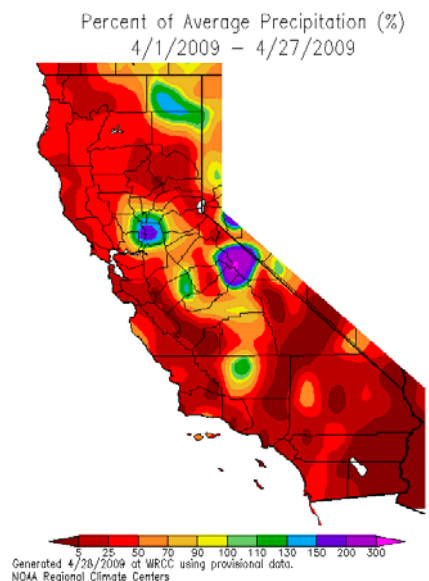 Percent of Average Precipitation (%)
4/1/2009 – 4/27/2009
5 25 50 70 90 100 110 130 150 200 300
Generated 4/28/2009 at WRCC using provisional data.
NOAA Regional Climate Centers